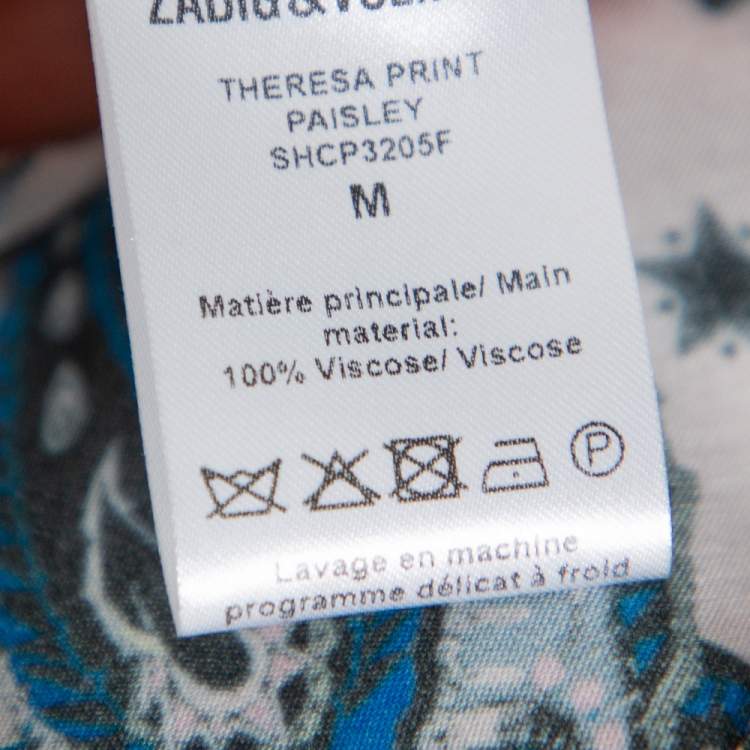 THERESA PRINT
PAISLEY
SHCP3205F
M
Matière principale/ Main
material:
100% Viscose/ Viscose
P
Lavage en machine
programme délicat à froid